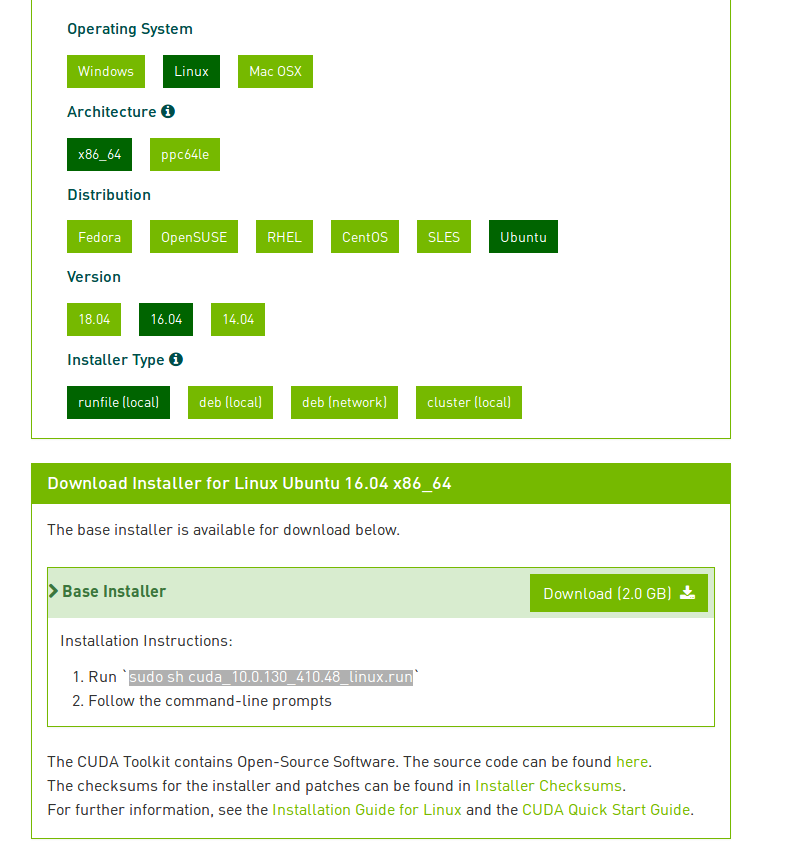 Operating System
Windows Linux Mac OSX
Architecture
x86_64 ppc64le
Distribution
Fedora OpenSUSE RHEL CentOS SLES Ubuntu
Version
18.04 16.04 14.04
Installer Type
runfile (local) deb (local) deb (network) cluster (local)
Download Installer for Linux Ubuntu 16.04 x86_64
The base installer is available for download below.
Base Installer Download (2.0 GB)
Installation Instructions:
1. Run `sudo sh cuda_10.0.130_410.48_linux.run`
2. Follow the command-line prompts
The CUDA Toolkit contains Open-Source Software. The source code can be found here.
The checksums for the installer and patches can be found in Installer Checksums.
For further information, see the Installation Guide for Linux and the CUDA Quick Start Guide.